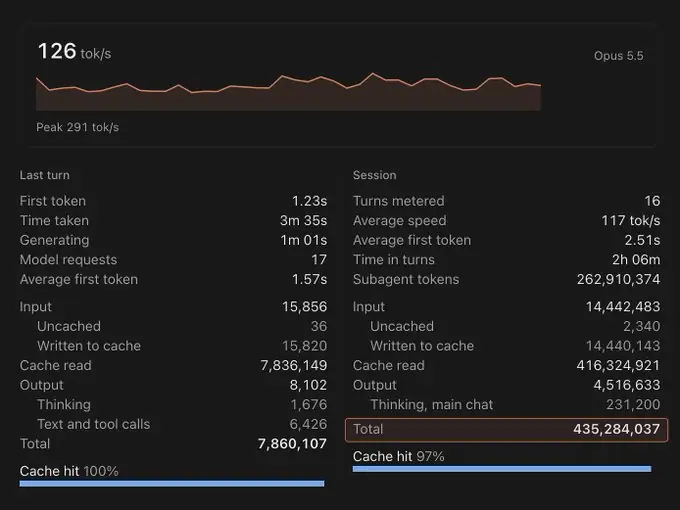 126 tok/s
Opus 5.5
Peak 291 tok/s
Last turn
First token 1.23s
Time taken 3m 35s
Generating 1m 01s
Model requests 17
Average first token 1.57s
Input 15,856
Uncached 36
Written to cache 15,820
Cache read 7,836,149
Output 8,102
Thinking 1,676
Text and tool calls 6,426
Total 7,860,107
Cache hit 100%
Session
Turns metered 16
Average speed 117 tok/s
Average first token 2.51s
Time in turns 2h 06m
Subagent tokens 262,910,374
Input 14,442,483
Uncached 2,340
Written to cache 14,440,143
Cache read 416,324,921
Output 4,516,633
Thinking, main chat 231,200
Total 435,284,037
Cache hit 97%